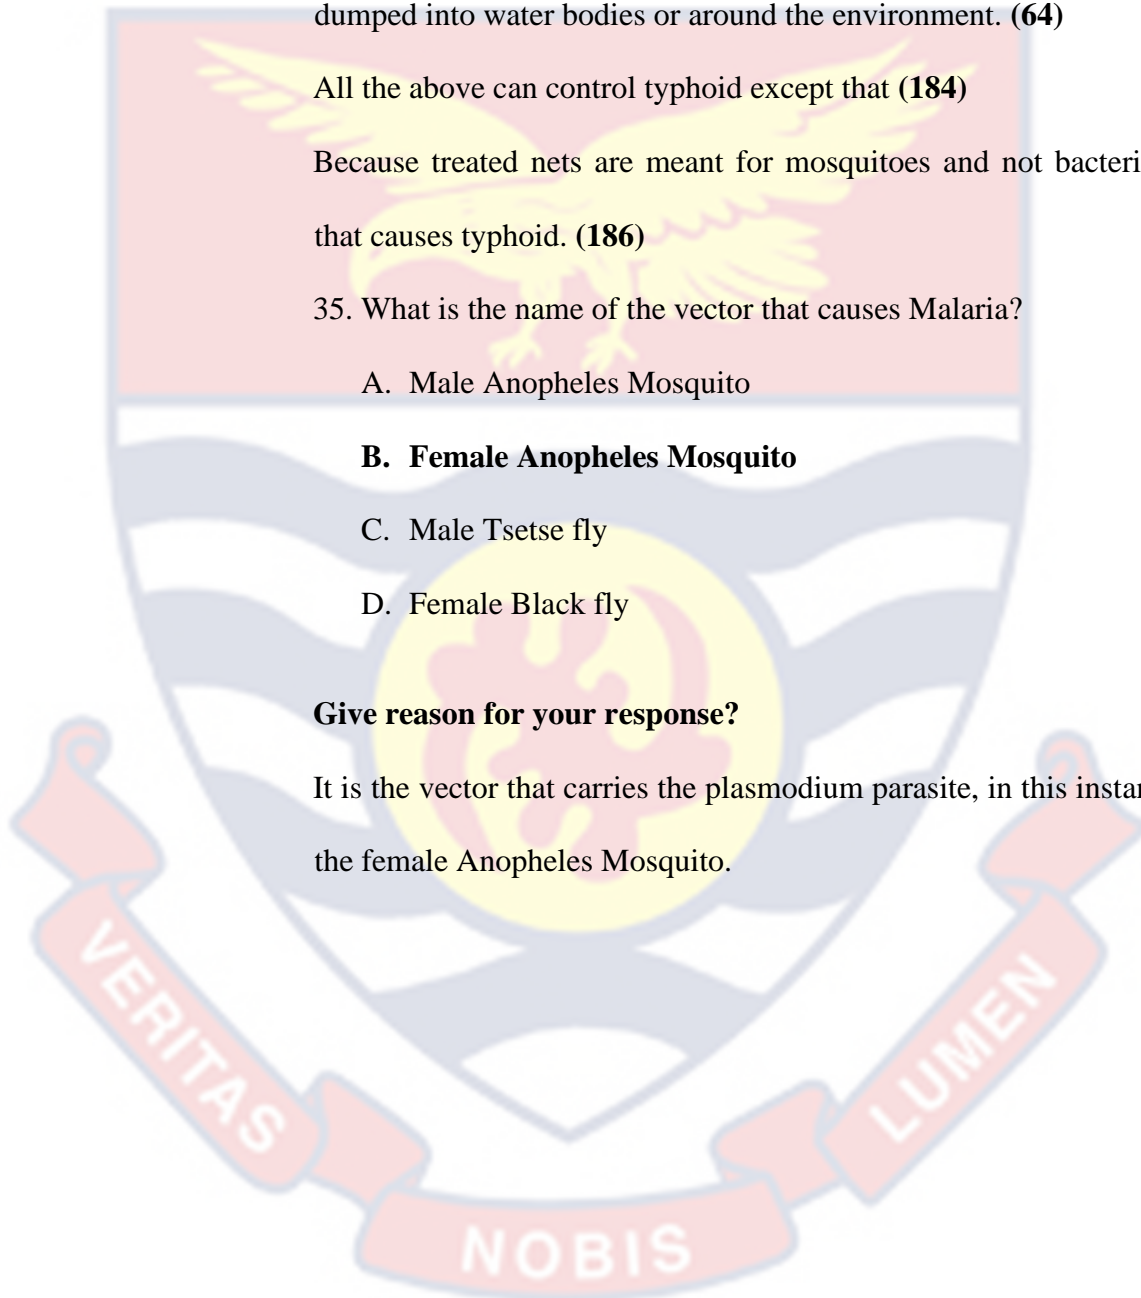 dumped into water bodies or around the environment. (64)
All the above can control typhoid except that (184)
Because treated nets are meant for mosquitoes and not bacteri
that causes typhoid. (186)
35. What is the name of the vector that causes Malaria?
A. Male Anopheles Mosquito
B. Female Anopheles Mosquito
C. Male Tsetse fly
D. Female Black fly
Give reason for your response?
It is the vector that carries the plasmodium parasite, in this instan
the female Anopheles Mosquito.
VERITAS
NOBIS
LUMEN